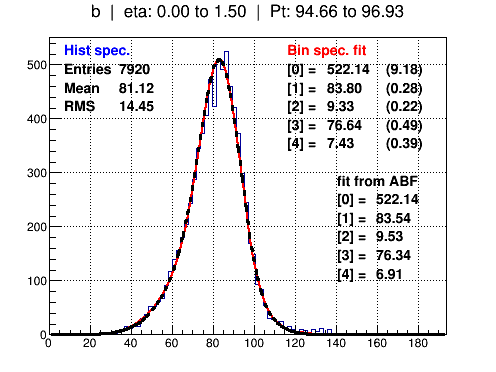 b | eta: 0.00 to 1.50 | Pt: 94.66 to 96.93
Hist spec.
Entries 7920
Mean 81.12
RMS 14.45
Bin spec. fit
[0] = 522.14 (9.18)
[1] = 83.80 (0.28)
[2] = 9.33 (0.22)
[3] = 76.64 (0.49)
[4] = 7.43 (0.39)
fit from ABF
[0] = 522.14
[1] = 83.54
[2] = 9.53
[3] = 76.34
[4] = 6.91
500
400
300
200
100
0
0 20 40 60 80 100 120 140 160 180